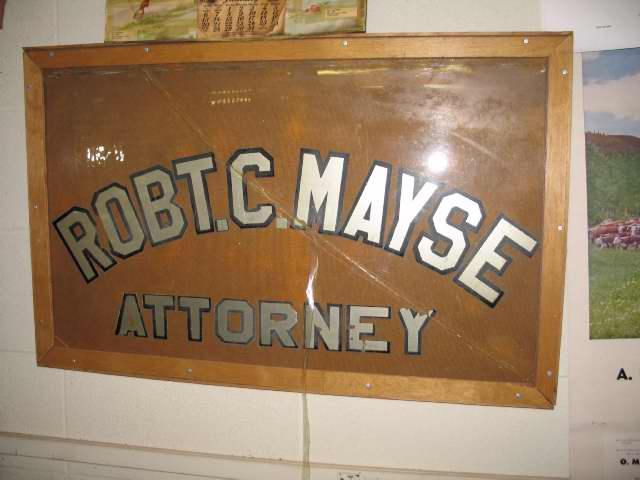 ROBT. C. MAYSE
ATTORNEY
A.
O. M